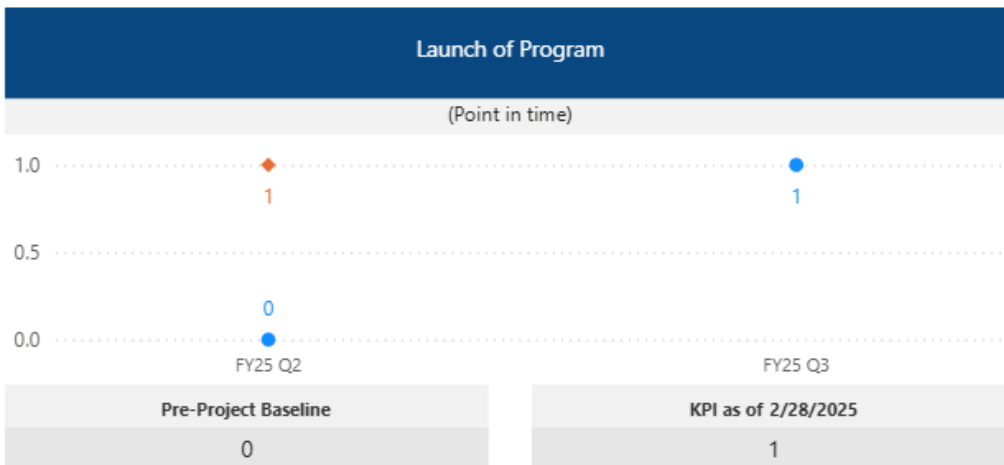 Launch of Program
(Point in time)
1.0
1
1
0.5
0
0.0
FY25 Q2 FY25 Q3
Pre-Project Baseline KPI as of 2/28/2025
0 1